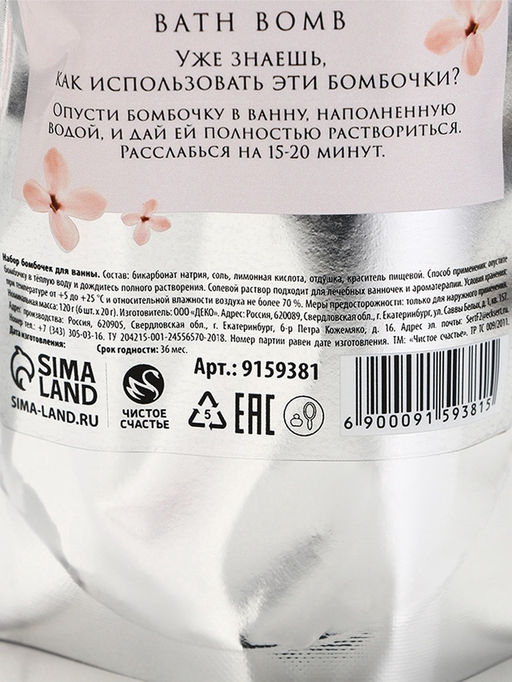 BATH BOMB
УЖЕ ЗНАЕШЬ,
КАК ИСПОЛЬЗОВАТЬ ЭТИ БОМБОЧКИ?
ОПУСТИ БОМБОЧКУ В ВАННУ, НАПОЛНЕННУЮ
ВОДОЙ, И ДАЙ ЕЙ ПОЛНОСТЬЮ РАСТВОРИТЬСЯ.
РАССЛАБЬСЯ НА 15-20 МИНУТ.
Набор бомбочек для ванны. Состав: бикарбонат натрия, соль, лимонная кислота, отдушка, краситель пищевой. Способ применения: опустите
бомбочку в тёплую воду и дождитесь полного растворения. Солевой раствор подходит для лечебных ванночек и ароматерапии. Условия хранения:
при температуре от +5 до +25 °С и относительной влажности воздуха не более 70 %. Меры предосторожности: только для наружного применения.
Номинальная масса: 120 г (6 шт. х 20 г). Изготовитель: ООО «ДЕКО». Адрес: Россия, 620089, Свердловская обл., г. Екатеринбург, ул. Саввы Белых, д. 1, кв. 157.
Адрес производства: Россия, 620905, Свердловская обл., г. Екатеринбург, б-р Петра Кожемяко, д. 16. Адрес эл. почты:
Номер тел.: +7 (343) 305-03-16. ТУ 204215-001-24556570-2018. Номер партии равен дате изготовления. ТМ: «Чистое счастье». ТР ТС 009/2011.
Дата изготовления: Срок годности: 36 мес.
SIMA
LAND
SIMA-LAND.RU
ЧИСТОЕ
СЧАСТЬЕ
Арт.: 9159381
5
EAC
6 900091 593815